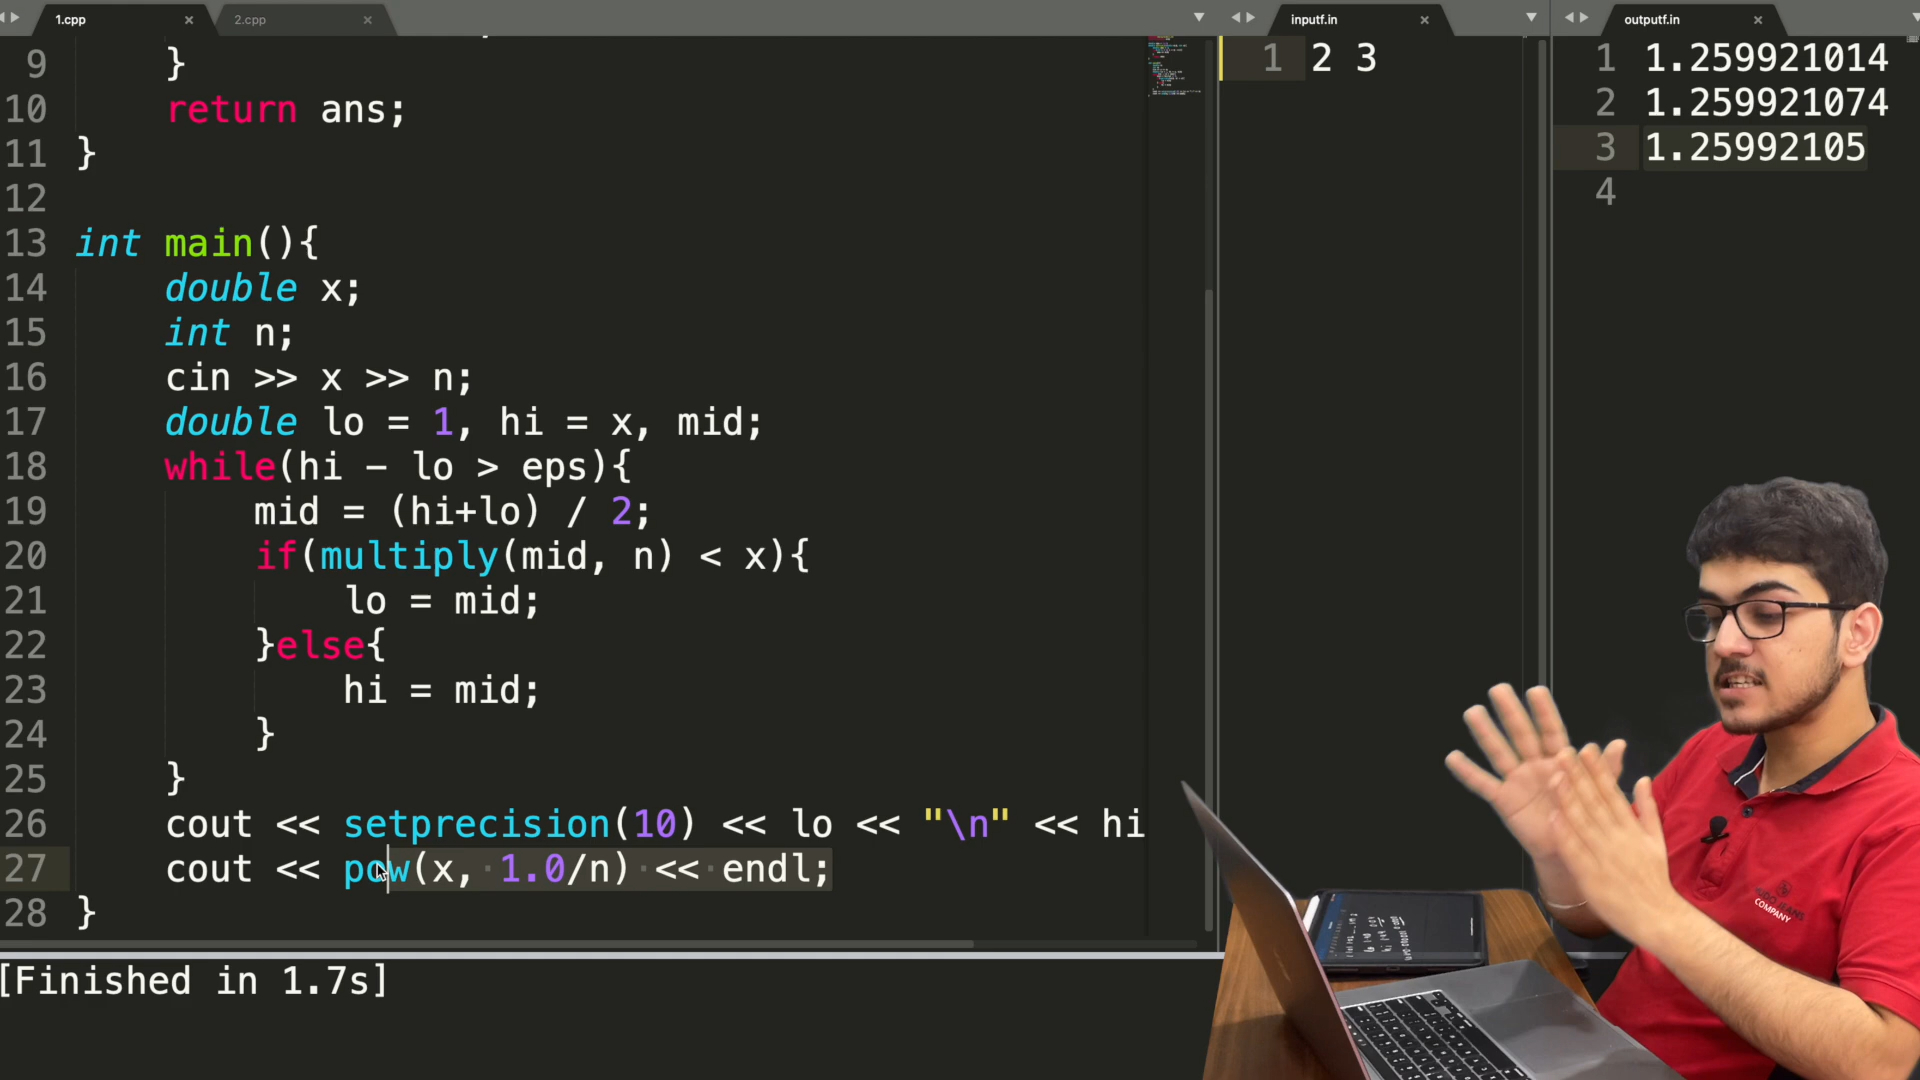 1.cpp
2.cpp
inputf.in
outputf.in
9 }
10 return ans;
11 }
12
13 int main(){
14 double x;
15 int n;
16 cin >> x >> n;
17 double lo = 1, hi = x, mid;
18 while(hi - lo > eps){
19 mid = (hi+lo) / 2;
20 if(multiply(mid, n) < x){
21 lo = mid;
22 }else{
23 hi = mid;
24 }
25 }
26 cout << setprecision(10) << lo << "\n" << hi
27 cout << pow(x, 1.0/n) << endl;
28 }
[Finished in 1.7s]
1 2 3
1 1.259921014
2 1.259921074
3 1.25992105
4
COMPANY